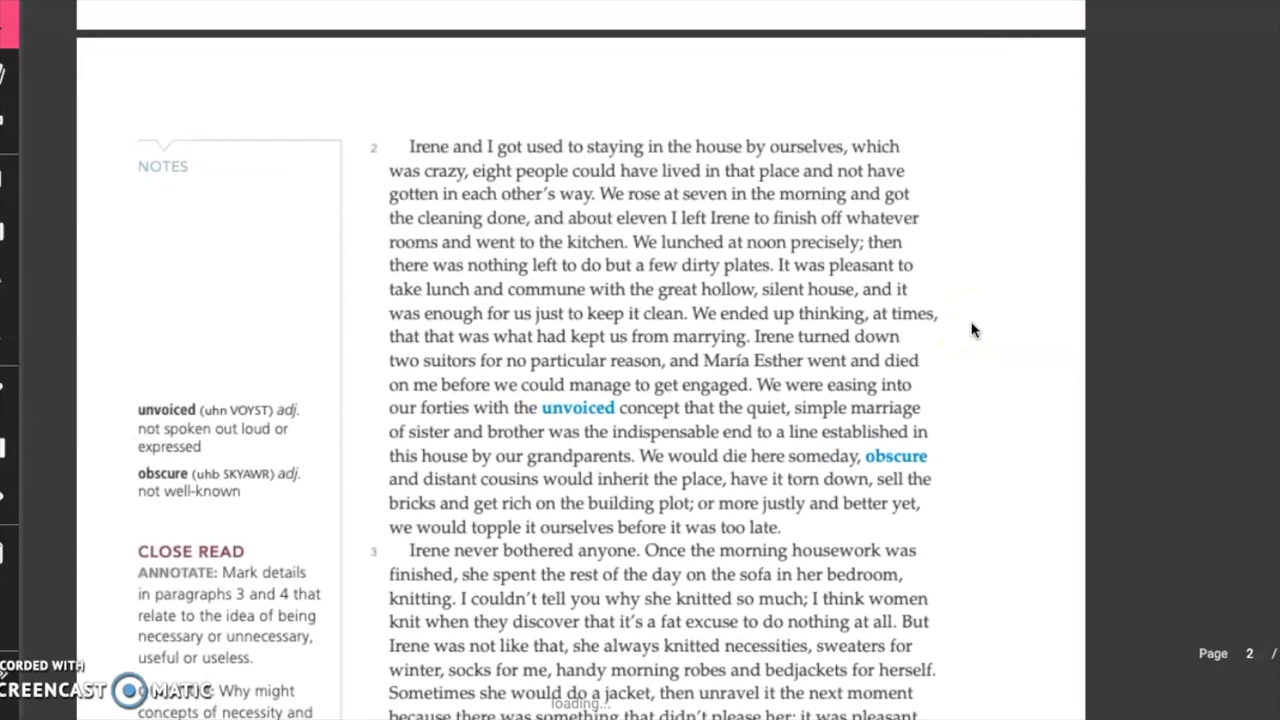 NOTES
unvoiced (uhn VOYST) adj.
not spoken out loud or
expressed
obscure (uhb SKYAWR) adj.
not well-known
CLOSE READ
ANNOTATE: Mark details
in paragraphs 3 and 4 that
relate to the idea of being
necessary or unnecessary,
useful or useless.
Why might
concepts of necessity and
2 Irene and I got used to staying in the house by ourselves, which
was crazy, eight people could have lived in that place and not have
gotten in each other's way. We rose at seven in the morning and got
the cleaning done, and about eleven I left Irene to finish off whatever
rooms and went to the kitchen. We lunched at noon precisely; then
there was nothing left to do but a few dirty plates. It was pleasant to
take lunch and commune with the great hollow, silent house, and it
was enough for us just to keep it clean. We ended up thinking, at times,
that that was what had kept us from marrying. Irene turned down
two suitors for no particular reason, and María Esther went and died
on me before we could manage to get engaged. We were easing into
our forties with the unvoiced concept that the quiet, simple marriage
of sister and brother was the indispensable end to a line established in
this house by our grandparents. We would die here someday, obscure
and distant cousins would inherit the place, have it torn down, sell the
bricks and get rich on the building plot; or more justly and better yet,
we would topple it ourselves before it was too late.
3 Irene never bothered anyone. Once the morning housework was
finished, she spent the rest of the day on the sofa in her bedroom,
knitting. I couldn't tell you why she knitted so much; I think women
knit when they discover that it's a fat excuse to do nothing at all. But
Irene was not like that, she always knitted necessities, sweaters for
winter, socks for me, handy morning robes and bedjackets for herself.
Sometimes she would do a jacket, then unravel it the next moment
because there was something that didn't please her; it was pleasant
loading...
Page 2 /
CORDED WITH
CREENCAST MATIC